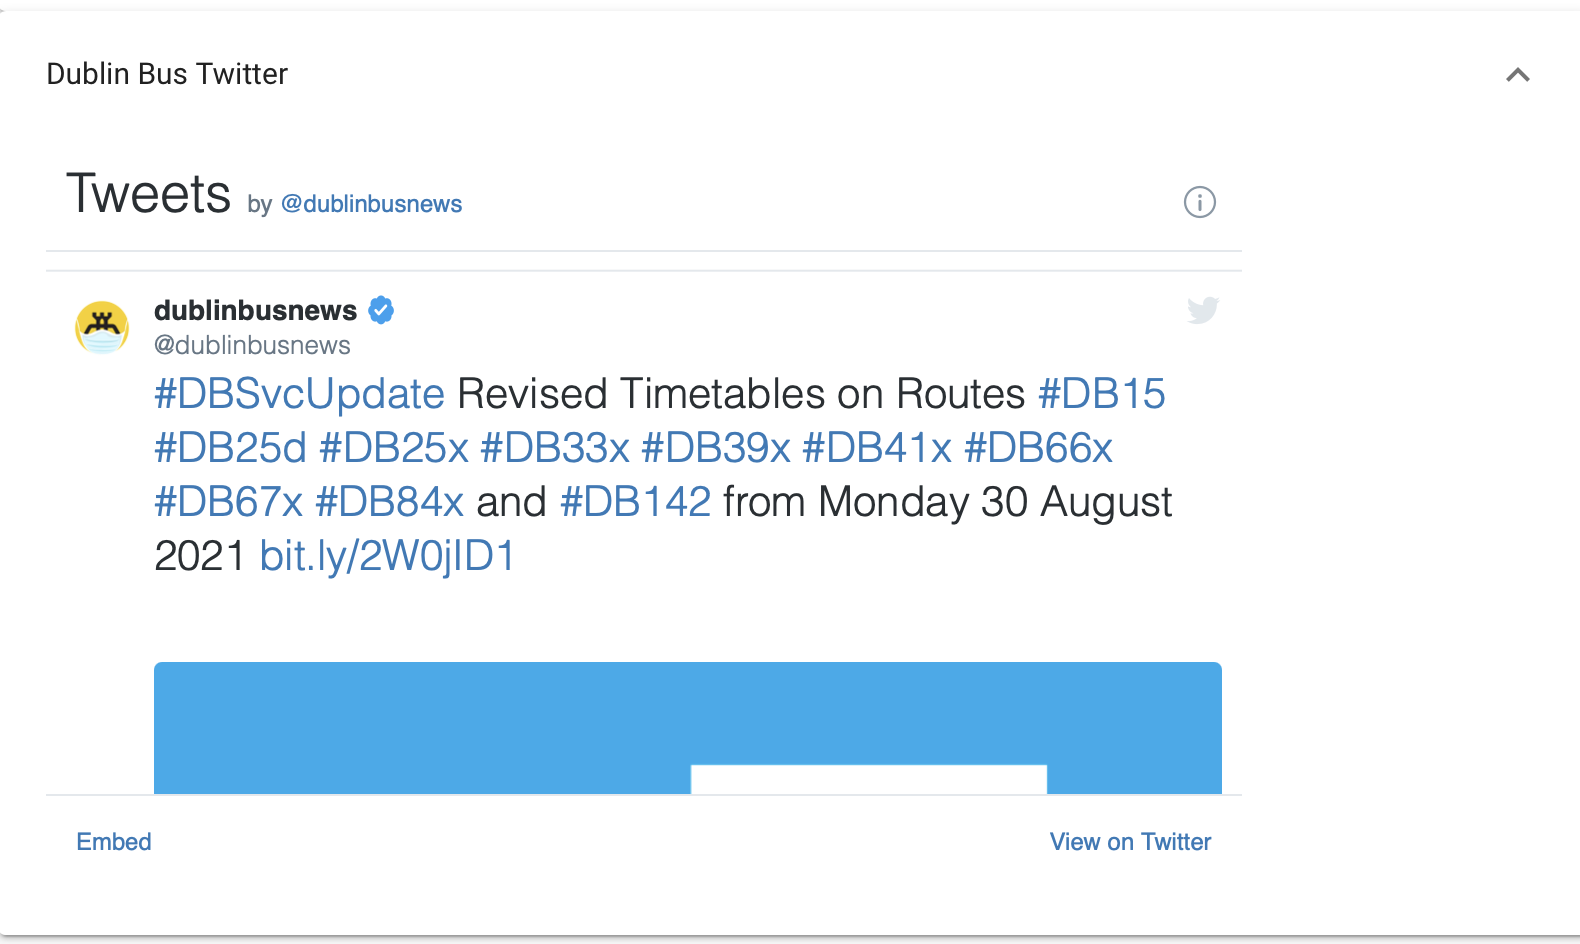 Dublin Bus Twitter
Tweets by @dublinbusnews
dublinbusnews
@dublinbusnews
#DBSvcUpdate Revised Timetables on Routes #DB15
#DB25d #DB25x #DB33x #DB39x #DB41x #DB66x
#DB67x #DB84x and #DB142 from Monday 30 August
2021 bit.ly/2W0jID1
Embed
View on Twitter